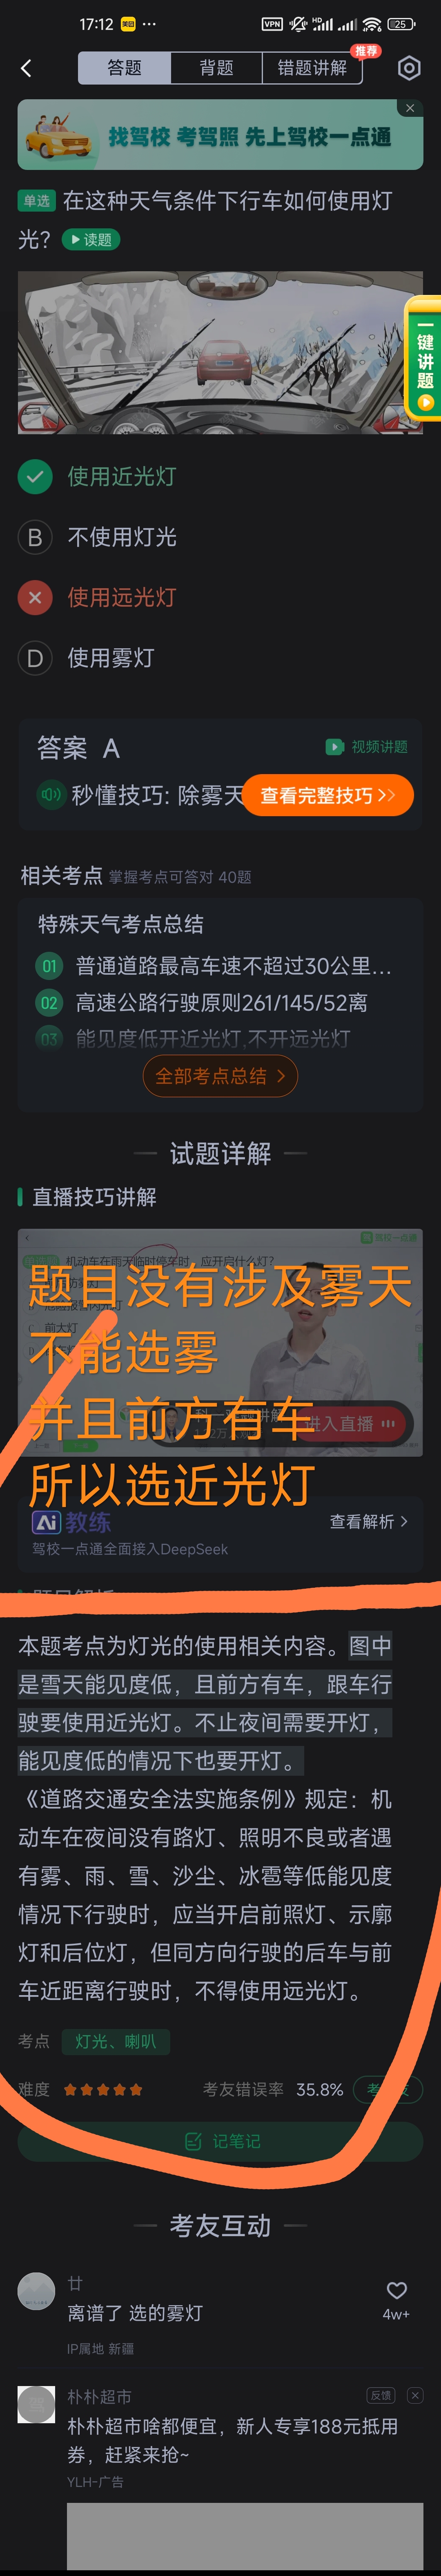 17:12 美团 ···
VPN HD 25
答题 背题 错题讲解 推荐
找驾校 考驾照 先上驾校一点通
单选 在这种天气条件下行车如何使用灯
光? 读题
一键讲题
使用近光灯
B 不使用灯光
使用远光灯
D 使用雾灯
答案 A
视频讲题
秒懂技巧: 除雾天
查看完整技巧 >>
相关考点 掌握考点可答对 40题
特殊天气考点总结
01 普通道路最高车速不超过30公里...
02 高速公路行驶原则261/145/52离
03 能见度低开近光灯,不开远光灯
全部考点总结 >
试题详解
直播技巧讲解
驾校一点通
机动车在雨天临时停车时，应开启什么灯?
题目没有涉及雾天
C 前大灯
不能选雾
并且前方有车
进入直播
所以选近光灯
Ai 教练
查看解析 >
驾校一点通全面接入DeepSeek
本题考点为灯光的使用相关内容。图中
是雪天能见度低，且前方有车，跟车行
驶要使用近光灯。不止夜间需要开灯，
能见度低的情况下也要开灯。
《道路交通安全法实施条例》规定：机
动车在夜间没有路灯、照明不良或者遇
有雾、雨、雪、沙尘、冰雹等低能见度
情况下行驶时，应当开启前照灯、示廓
灯和后位灯，但同方向行驶的后车与前
车近距离行驶时，不得使用远光灯。
考点 灯光、喇叭
难度
考友错误率 35.8%
记笔记
考友互动
廿
离谱了 选的雾灯
4w+
IP属地 新疆
朴朴超市
反馈
朴朴超市啥都便宜，新人专享188元抵用
券，赶紧来抢~
YLH-广告